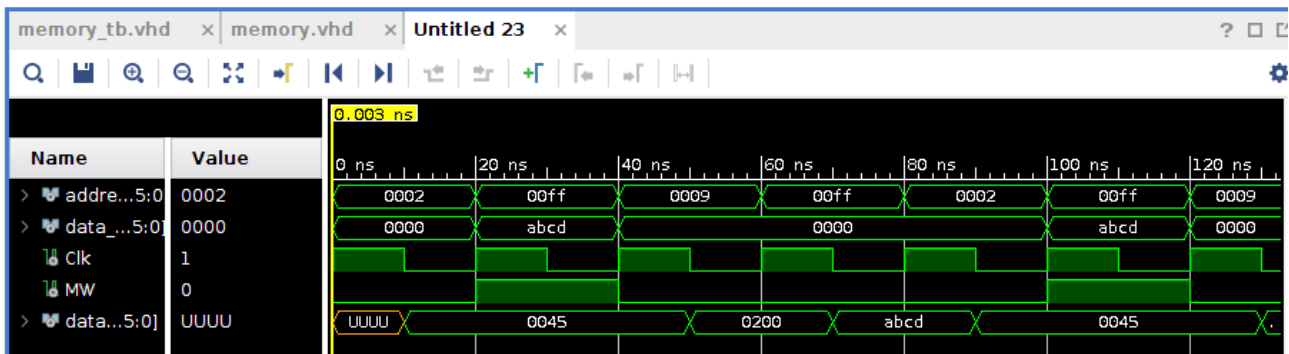 memory_tb.vhd × memory.vhd × Untitled 23 ×
0.003 ns
Name Value 0 ns 20 ns 40 ns 60 ns 80 ns 100 ns 120 ns
addre...5:0 0002 0002 00ff 0009 00ff 0002 00ff 0009
data_...5:0] 0000 0000 abcd 0000 abcd 0000
Clk 1
MW 0
data...5:0] UUUU UUUU 0045 0200 abcd 0045 .